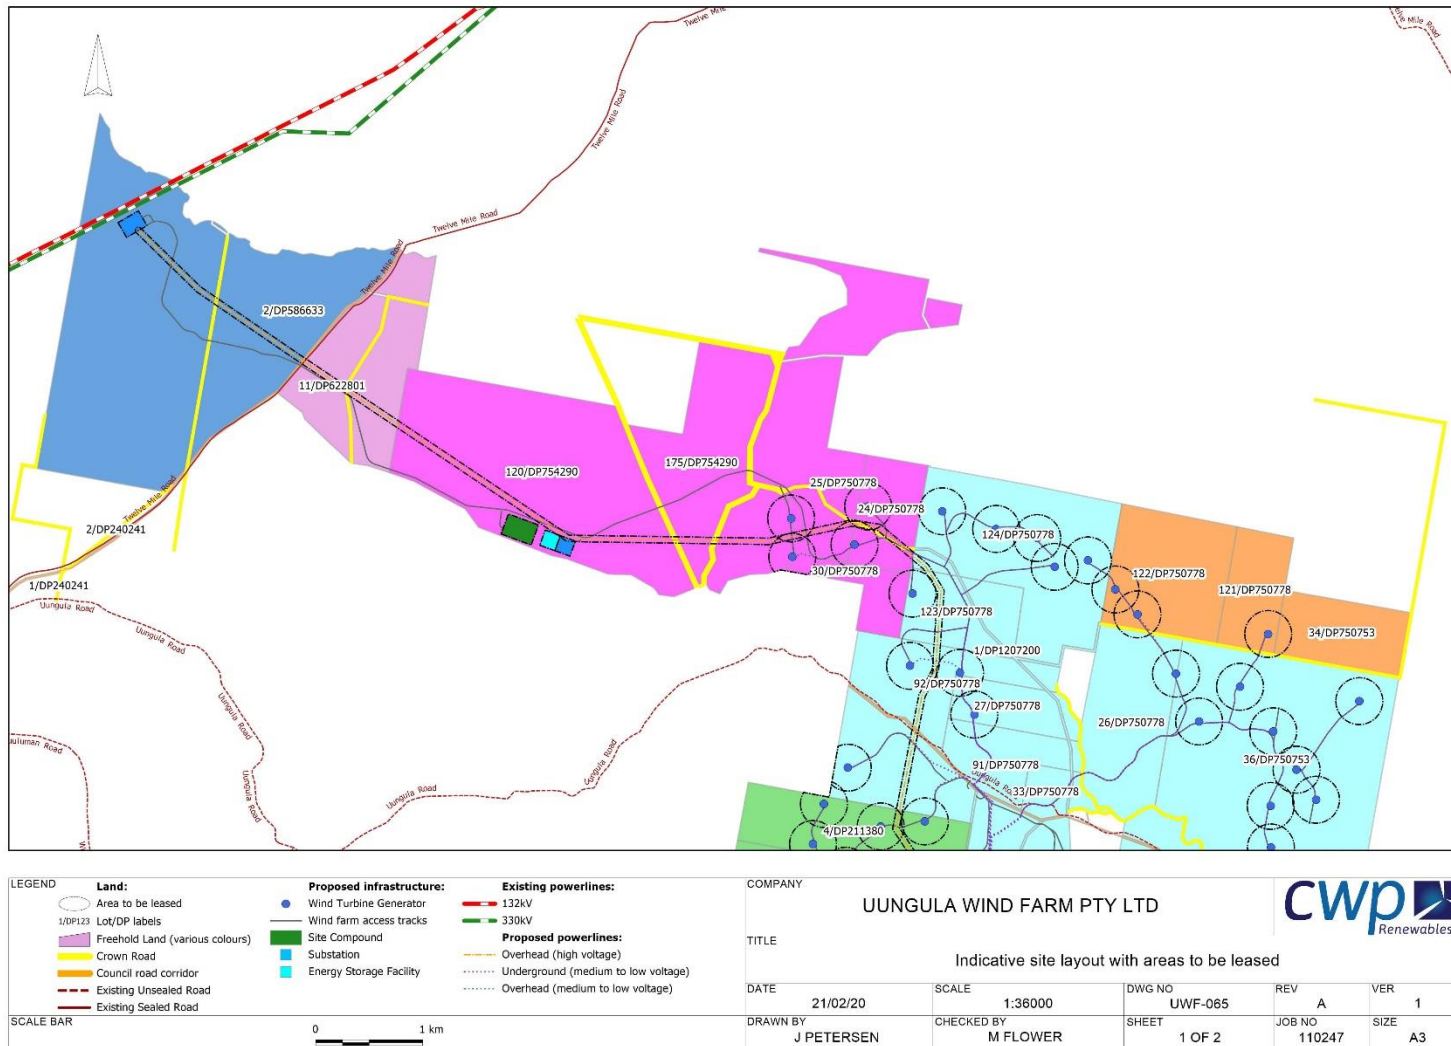 Twelve Mile Road
Twelve Mile Road
Twelve Mile Road
Twelve Mile Road
2/DP586633
11/DP622801
120/DP754290
175/DP754290
25/DP750778
24/DP750778
124/DP750778
30/DP750778
122/DP750778
121/DP750778
123/DP750778
34/DP750753
1/DP1207200
92/DP750778
27/DP750778
26/DP750778
91/DP750778
36/DP750753
33/DP750778
4/DP211380
Twelve Mile Road
2/DP240241
1/DP240241
Uungula Road
Uungula Road
Uungula Road
Uungula Road
Uungula Road
Uungula Road
uuluman Road
LEGEND
Land:
Area to be leased
1/DP123 Lot/DP labels
Freehold Land (various colours)
Crown Road
Council road corridor
Existing Unsealed Road
Existing Sealed Road
Proposed infrastructure:
Wind Turbine Generator
Wind farm access tracks
Site Compound
Substation
Energy Storage Facility
Existing powerlines:
132kV
330kV
Proposed powerlines:
Overhead (high voltage)
Underground (medium to low voltage)
Overhead (medium to low voltage)
SCALE BAR
0 1 km
COMPANY
UUNGULA WIND FARM PTY LTD
cwp
Renewables
TITLE
Indicative site layout with areas to be leased
DATE
21/02/20
SCALE
1:36000
DWG NO
UWF-065
REV
A
VER
1
DRAWN BY
J PETERSEN
CHECKED BY
M FLOWER
SHEET
1 OF 2
JOB NO
110247
SIZE
A3